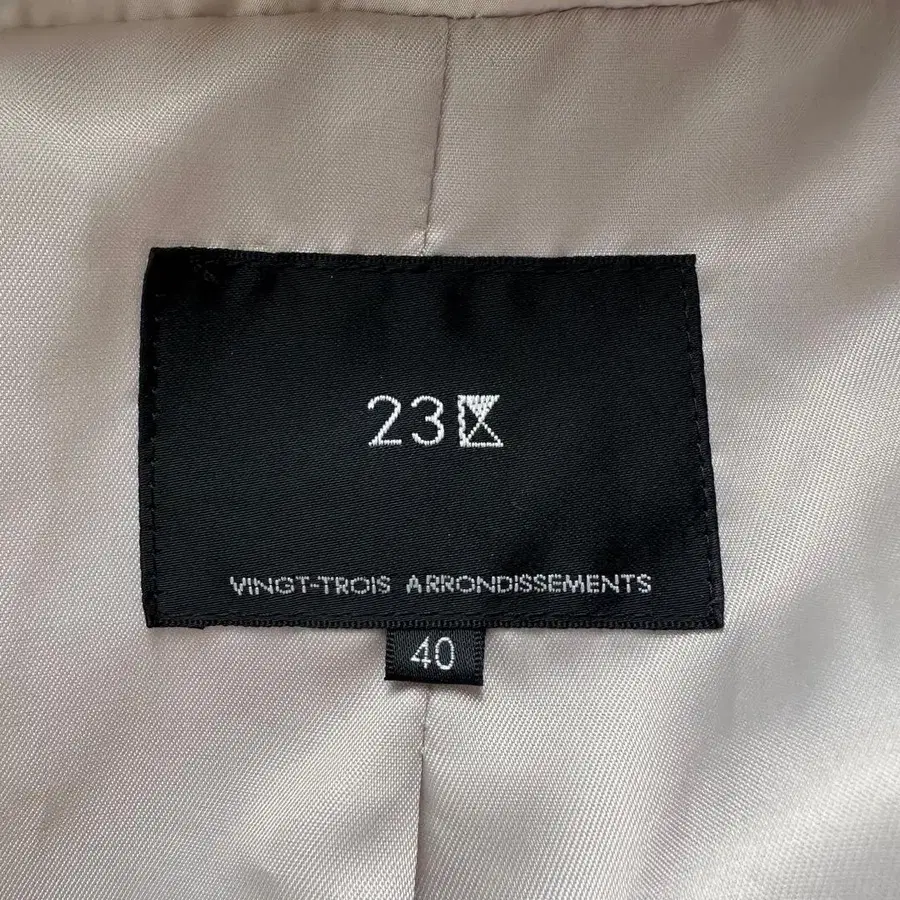 23区
VINGT-TROIS ARRONDISSEMENTS
40